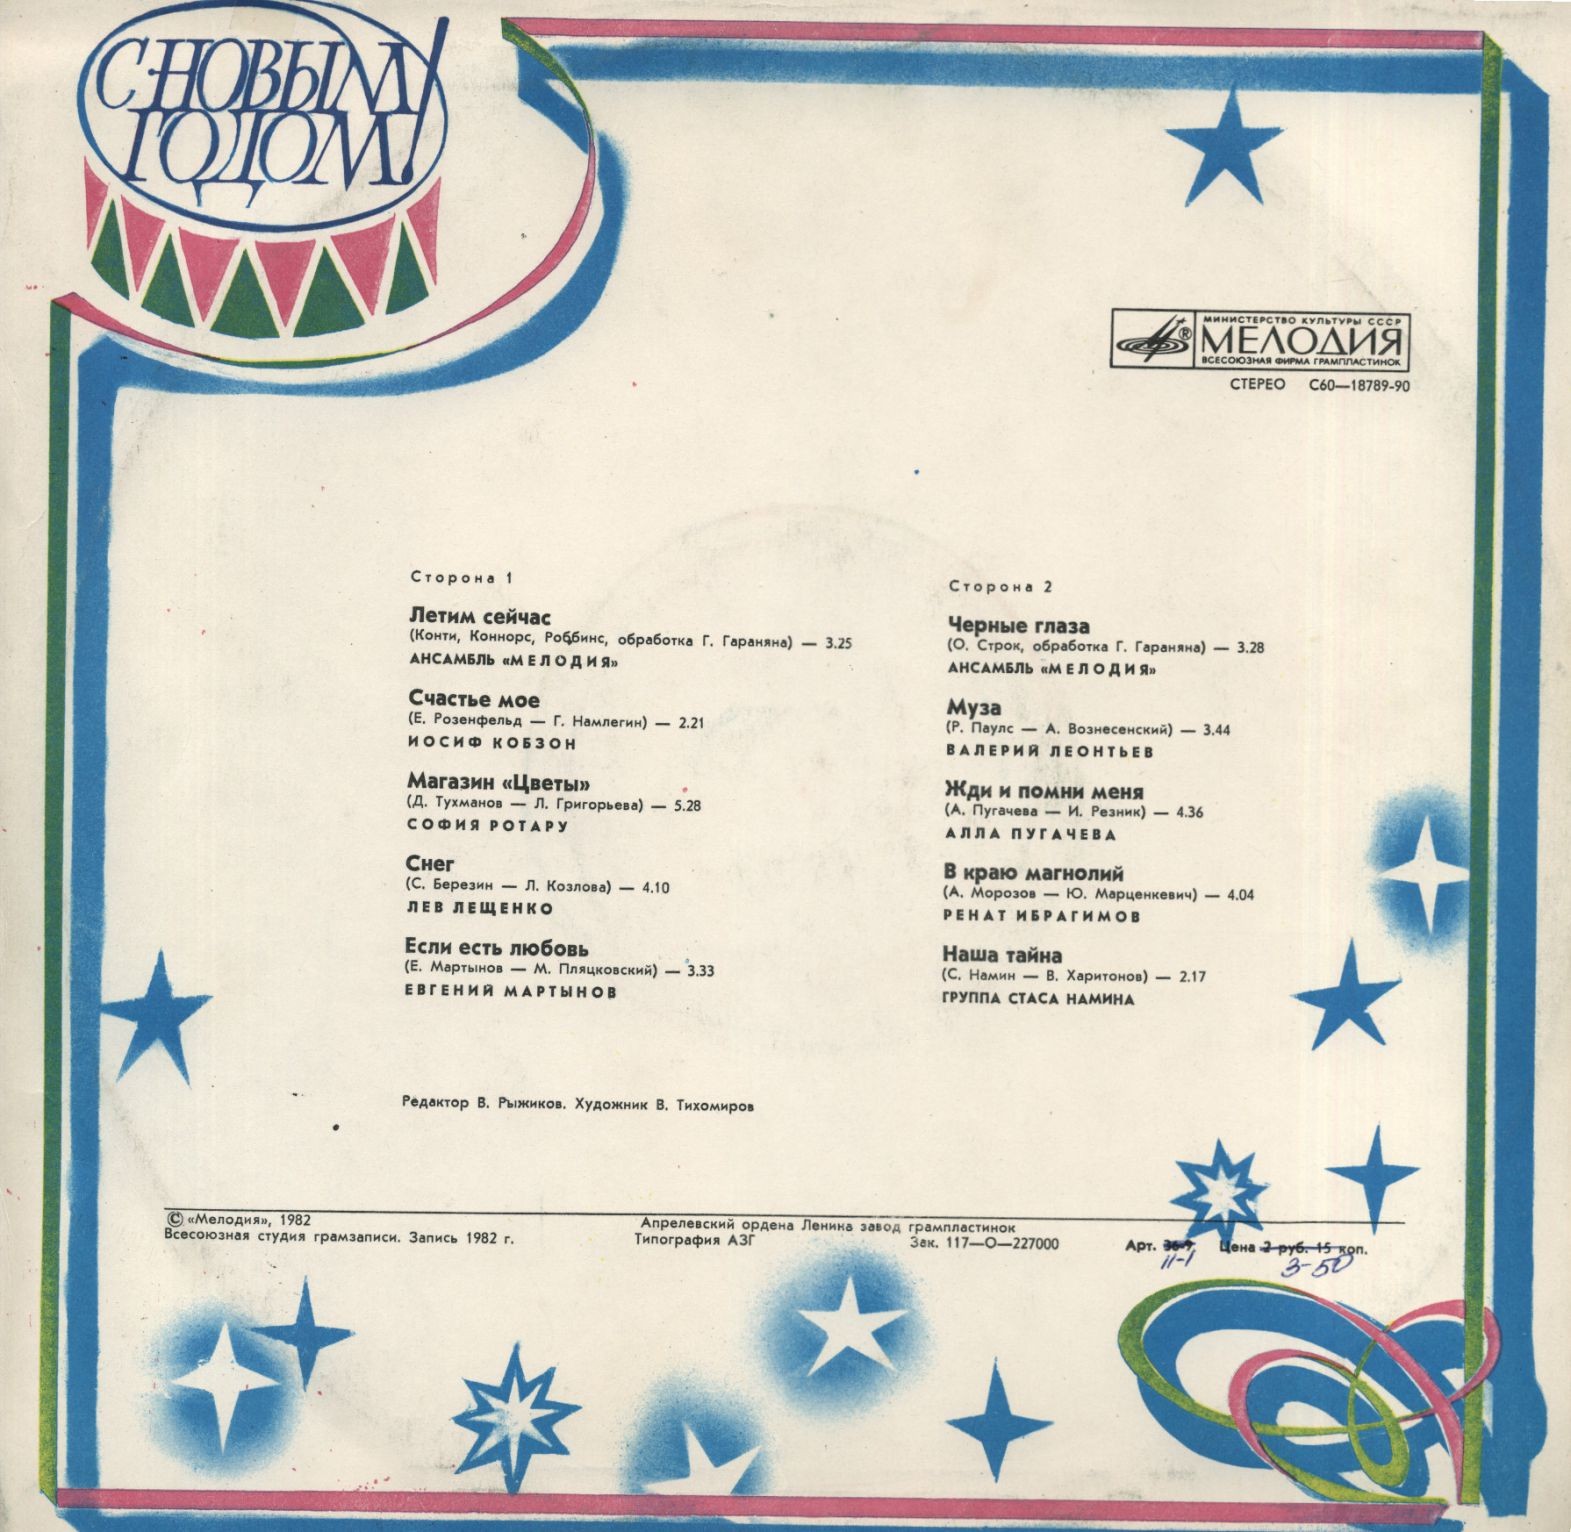 С НОВЫМ
ГОДОМ!
МИНИСТЕРСТВО КУЛЬТУРЫ СССР
® МЕЛОДИЯ
ВСЕСОЮЗНАЯ ФИРМА ГРАМПЛАСТИНОК
СТЕРЕО С60—18789-90
Сторона 1
Летим сейчас
(Конти, Коннорс, Роббинс, обработка Г. Гараняна) — 3.25
АНСАМБЛЬ «МЕЛОДИЯ»
Счастье мое
(Е. Розенфельд — Г. Намлегин) — 2.21
ИОСИФ КОБЗОН
Магазин «Цветы»
(Д. Тухманов — Л. Григорьева) — 5.28
СОФИЯ РОТАРУ
Снег
(С. Березин — Л. Козлова) — 4.10
ЛЕВ ЛЕЩЕНКО
Если есть любовь
(Е. Мартынов — М. Пляцковский) — 3.33
ЕВГЕНИЙ МАРТЫНОВ
Сторона 2
Черные глаза
(О. Строк, обработка Г. Гараняна) — 3.28
АНСАМБЛЬ «МЕЛОДИЯ»
Муза
(Р. Паулс — А. Вознесенский) — 3.44
ВАЛЕРИЙ ЛЕОНТЬЕВ
Жди и помни меня
(А. Пугачева — И. Резник) — 4.36
АЛЛА ПУГАЧЕВА
В краю магнолий
(А. Морозов — Ю. Марценкевич) — 4.04
РЕНАТ ИБРАГИМОВ
Наша тайна
(С. Намин — В. Харитонов) — 2.17
ГРУППА СТАСА НАМИНА
Редактор В. Рыжиков. Художник В. Тихомиров
© «Мелодия», 1982
Всесоюзная студия грамзаписи. Запись 1982 г.
Апрелевский ордена Ленина завод грампластинок
Типография АЗГ Зак. 117—О—227000
Арт. 36-9. Цена 2 руб. 15 коп.
11-1 3-50